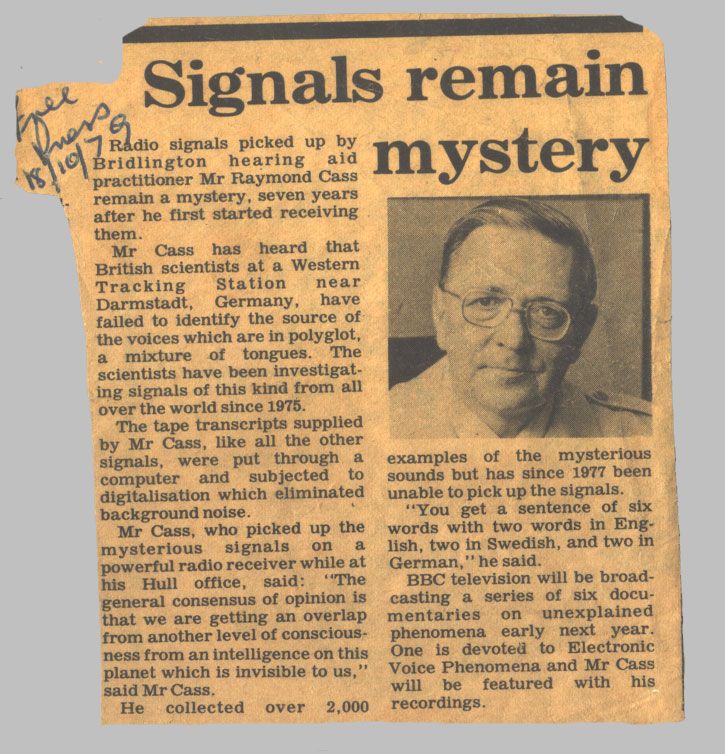 Signals remain
mystery
Free
Press
18/10/79
Radio signals picked up by
Bridlington hearing aid
practitioner Mr Raymond Cass
remain a mystery, seven years
after he first started receiving
them.
Mr Cass has heard that
British scientists at a Western
Tracking Station near
Darmstadt, Germany, have
failed to identify the source of
the voices which are in polyglot,
a mixture of tongues. The
scientists have been investigat-
ing signals of this kind from all
over the world since 1975.
The tape transcripts supplied
by Mr Cass, like all the other
signals, were put through a
computer and subjected to
digitalisation which eliminated
background noise.
Mr Cass, who picked up the
mysterious signals on a
powerful radio receiver while at
his Hull office, said: "The
general consensus of opinion is
that we are getting an overlap
from another level of conscious-
ness from an intelligence on this
planet which is invisible to us,"
said Mr Cass.
He collected over 2,000
examples of the mysterious
sounds but has since 1977 been
unable to pick up the signals.
"You get a sentence of six
words with two words in Eng-
lish, two in Swedish, and two in
German," he said.
BBC television will be broad-
casting a series of six docu-
mentaries on unexplained
phenomena early next year.
One is devoted to Electronic
Voice Phenomena and Mr Cass
will be featured with his
recordings.